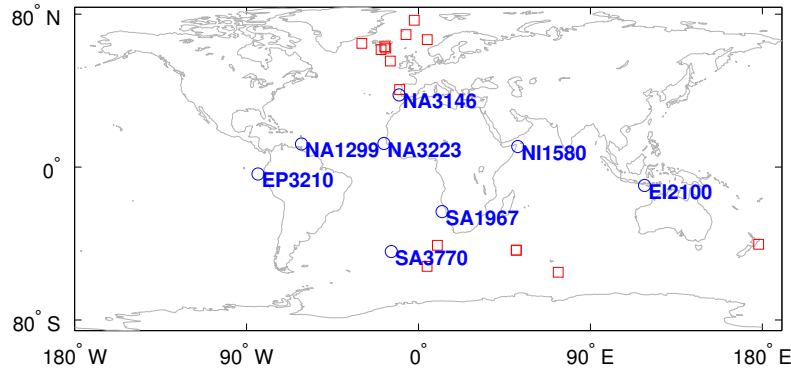 80° N
NA3146
NA1299
NA3223
NI1580
0°
EP3210
EI2100
SA1967
SA3770
80° S
180° W
90° W
0°
90° E
180° E